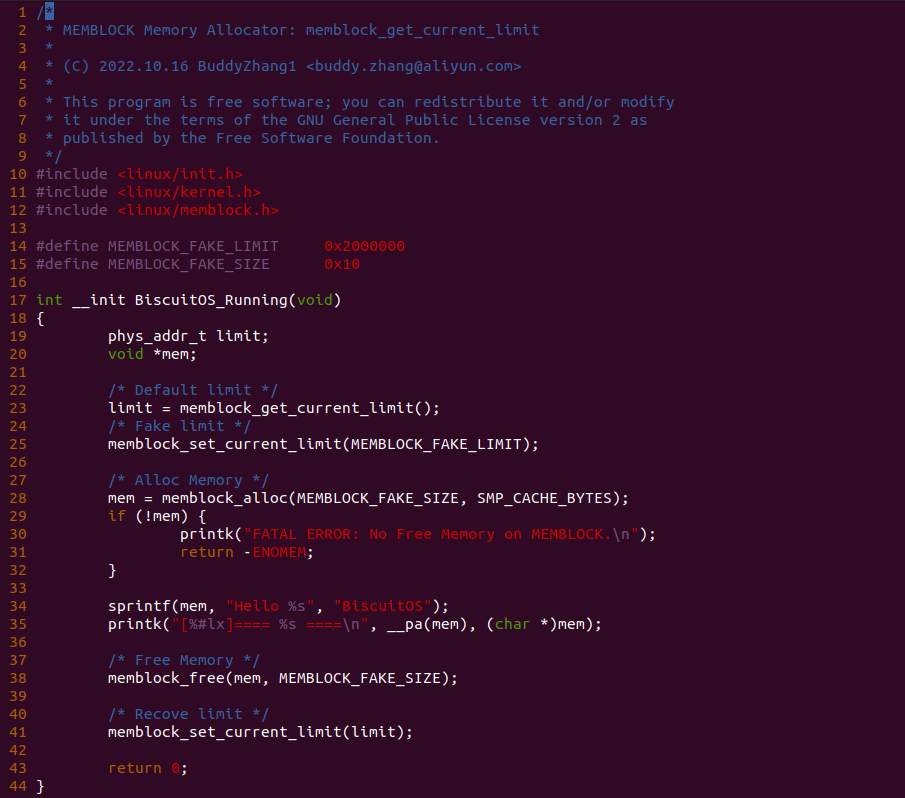 1 /*
2  * MEMBLOCK Memory Allocator: memblock_get_current_limit
3  *
4  * (C) 2022.10.16 BuddyZhang1 <buddy.zhang@aliyun.com>
5  *
6  * This program is free software; you can redistribute it and/or modify
7  * it under the terms of the GNU General Public License version 2 as
8  * published by the Free Software Foundation.
9  */
10 #include <linux/init.h>
11 #include <linux/kernel.h>
12 #include <linux/memblock.h>
13
14 #define MEMBLOCK_FAKE_LIMIT     0x2000000
15 #define MEMBLOCK_FAKE_SIZE      0x10
16
17 int __init BiscuitOS_Running(void)
18 {
19         phys_addr_t limit;
20         void *mem;
21
22         /* Default limit */
23         limit = memblock_get_current_limit();
24         /* Fake limit */
25         memblock_set_current_limit(MEMBLOCK_FAKE_LIMIT);
26
27         /* Alloc Memory */
28         mem = memblock_alloc(MEMBLOCK_FAKE_SIZE, SMP_CACHE_BYTES);
29         if (!mem) {
30                 printk("FATAL ERROR: No Free Memory on MEMBLOCK.\n");
31                 return -ENOMEM;
32         }
33
34         sprintf(mem, "Hello %s", "BiscuitOS");
35         printk("[%#lx]==== %s ====\n", __pa(mem), (char *)mem);
36
37         /* Free Memory */
38         memblock_free(mem, MEMBLOCK_FAKE_SIZE);
39
40         /* Recove limit */
41         memblock_set_current_limit(limit);
42
43         return 0;
44 }